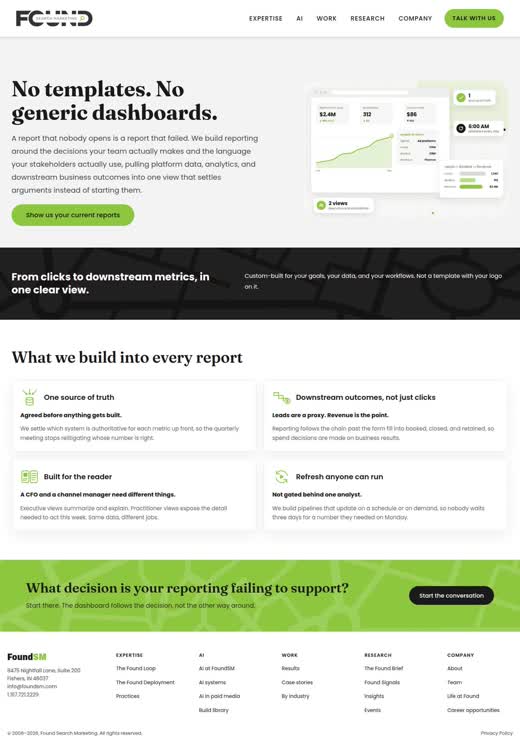 FOUND
SEARCH MARKETING
EXPERTISE AI WORK RESEARCH COMPANY TALK WITH US
No templates. No
generic dashboards.
A report that nobody opens is a report that failed. We build reporting
around the decisions your team actually makes and the language
your stakeholders actually use, pulling platform data, analytics, and
downstream business outcomes into one view that settles
arguments instead of starting them.
Show us your current reports
$2.4M
312
$86
1
6:00 AM
3 views
From clicks to downstream metrics, in
one clear view.
Custom-built for your goals, your data, and your workflows. Not a template with your logo
on it.
What we build into every report
One source of truth
Agreed before anything gets built.
We settle which system is authoritative for each metric up front, so the quarterly
meeting stops relitigating whose number is right.
Downstream outcomes, not just clicks
Leads are a proxy. Revenue is the point.
Reporting follows the chain past the form fill into booked, closed, and retained, so
spend decisions are made on business results.
Built for the reader
A CFO and a channel manager need different things.
Executive views summarize and explain. Practitioner views expose the detail
needed to act this week. Same data, different jobs.
Refresh anyone can run
Not gated behind one analyst.
We build pipelines that update on a schedule or on demand, so nobody waits
three days for a number they needed on Monday.
What decision is your reporting failing to support?
Start there. The dashboard follows the decision, not the other way around.
Start the conversation
FoundSM
8475 Nightfall Lane, Suite 200
Fishers, IN 46037
info@foundsm.com
1.317.721.2229
EXPERTISE
The Found Loop
The Found Deployment
Practices
AI
AI at FoundSM
AI systems
AI in paid media
Build library
WORK
Results
Case stories
By industry
RESEARCH
The Found Brief
Found Signals
Insights
Events
COMPANY
About
Team
Life at Found
Career opportunities
© 2008–2026, Found Search Marketing. All rights reserved.
Privacy Policy